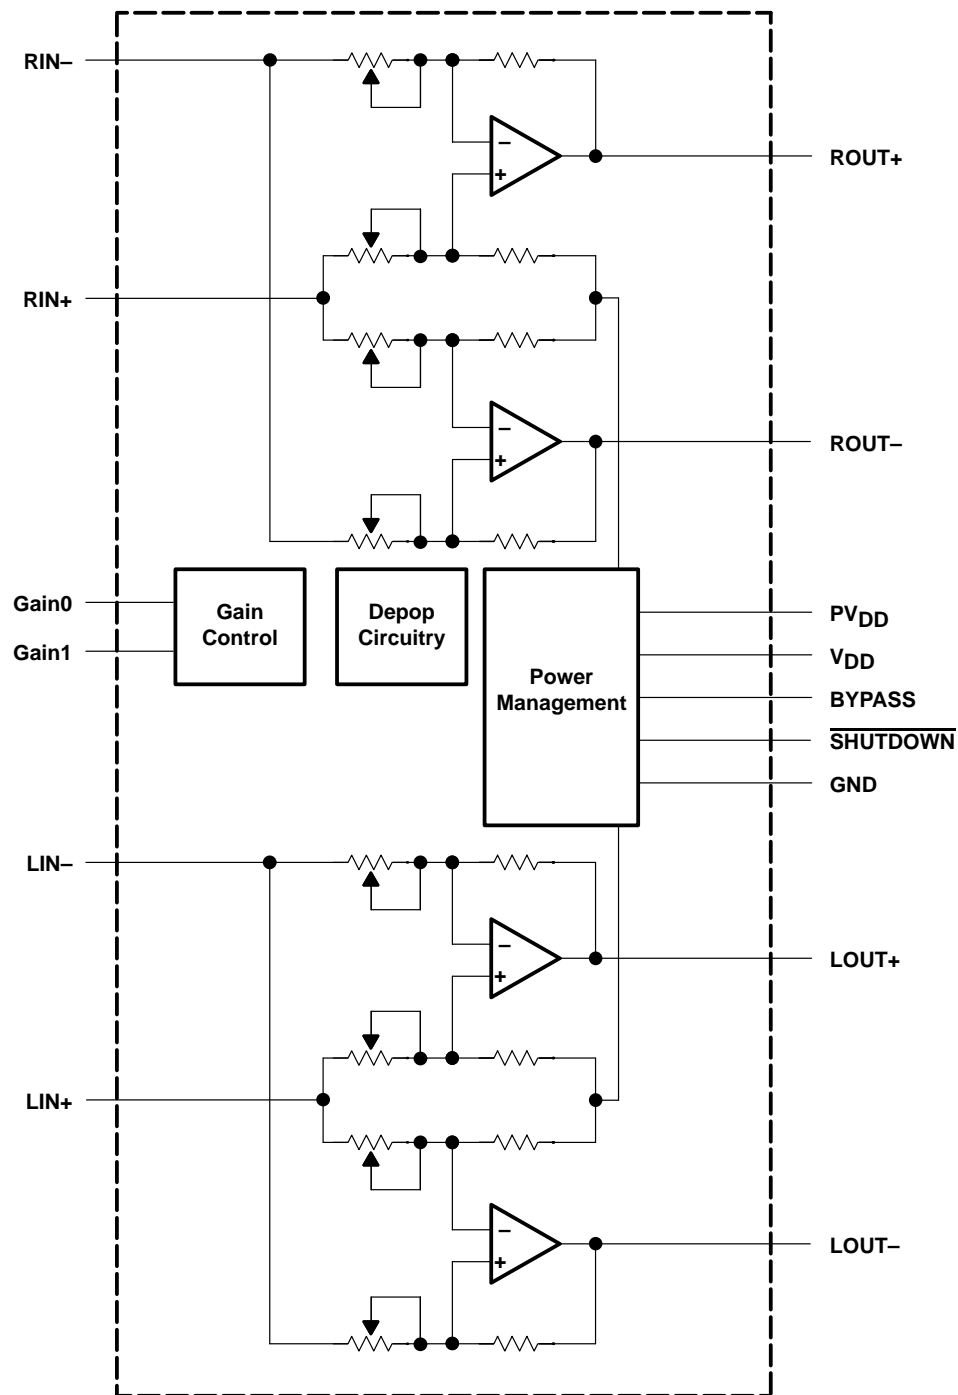 RIN–
–
+
ROUT+
RIN+
–
+
ROUT–
Gain0
Gain1
Gain
Control
Depop
Circuitry
Power
Management
PVDD
VDD
BYPASS
SHUTDOWN
GND
LIN–
–
+
LOUT+
LIN+
–
+
LOUT–